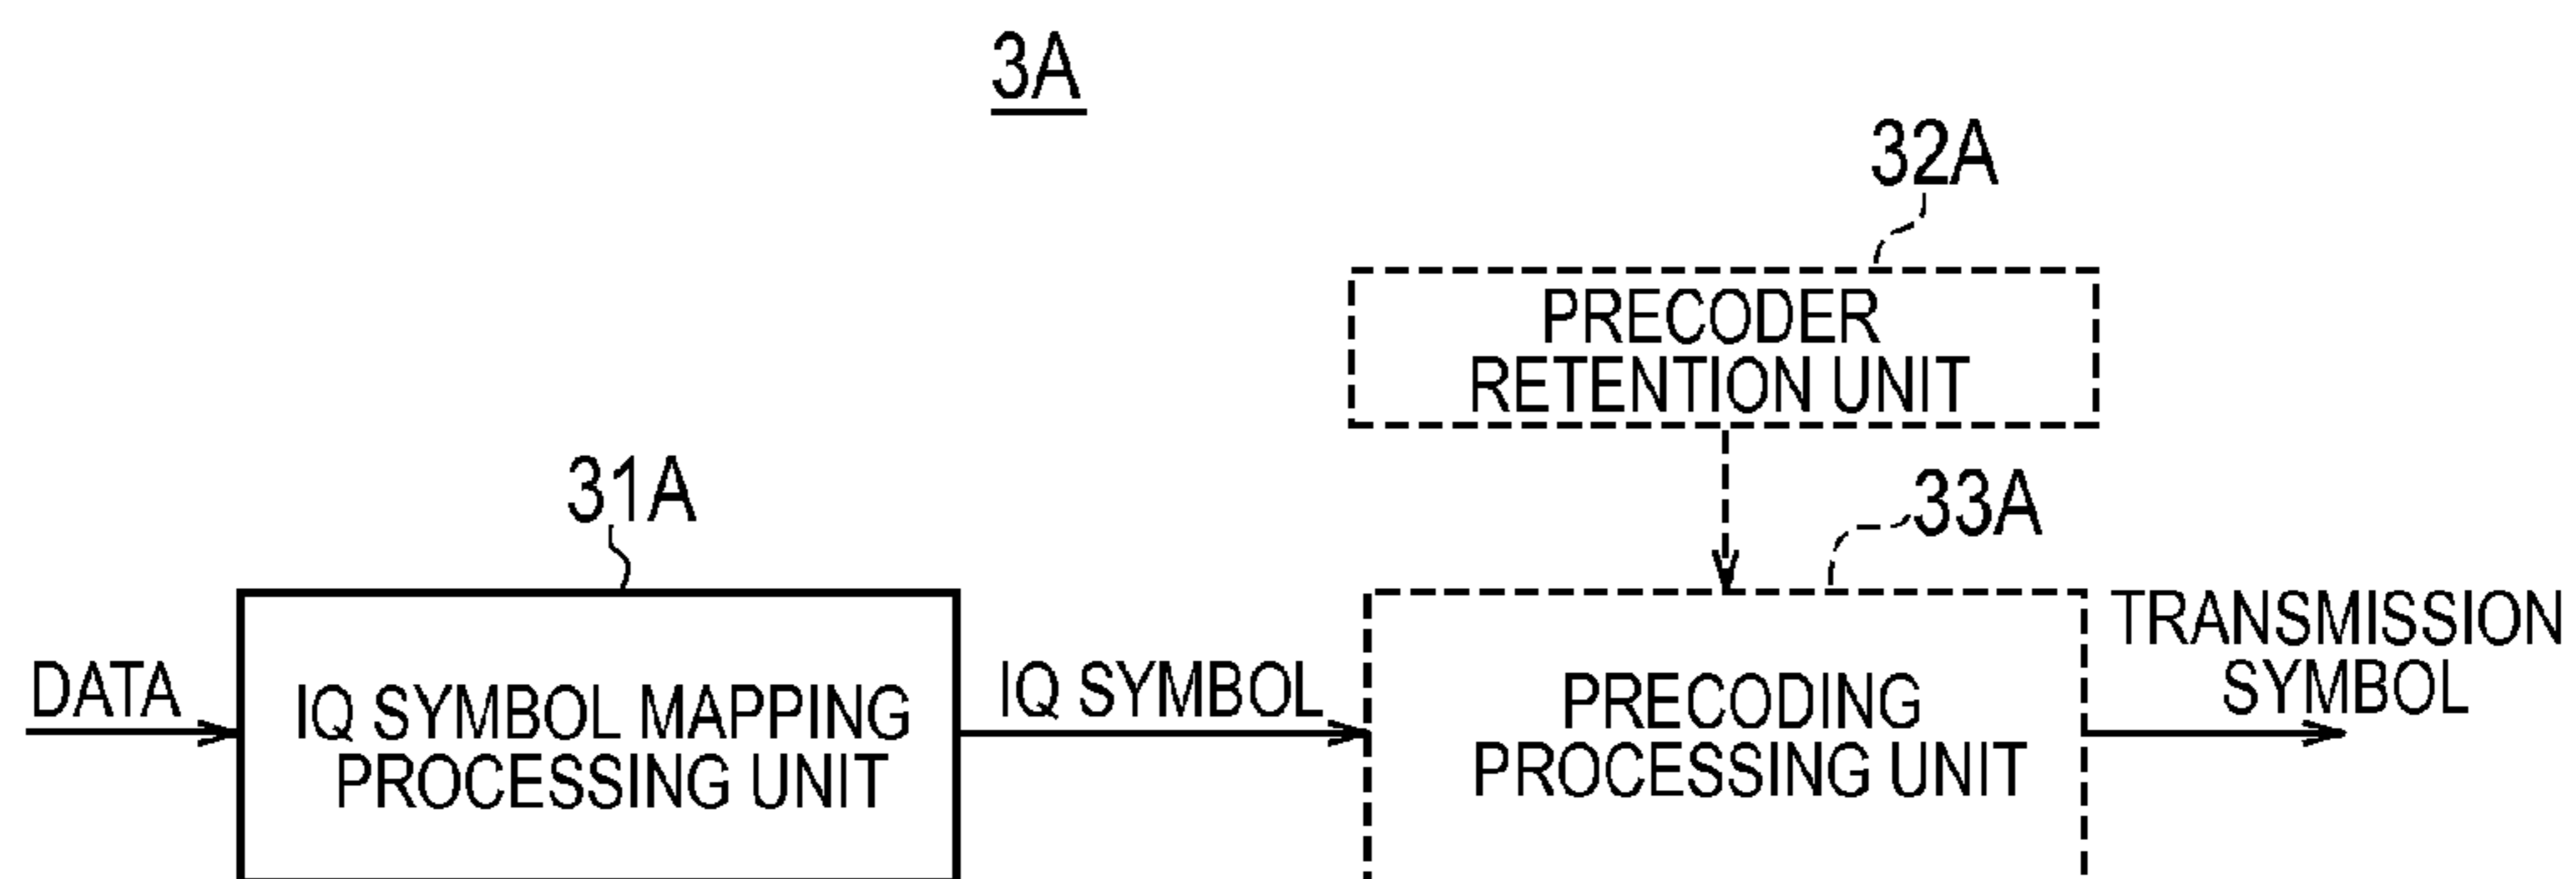 3A
32A
PRECODER
RETENTION UNIT
31A
33A
DATA
IQ SYMBOL MAPPING
PROCESSING UNIT
IQ SYMBOL
PRECODING
PROCESSING UNIT
TRANSMISSION
SYMBOL